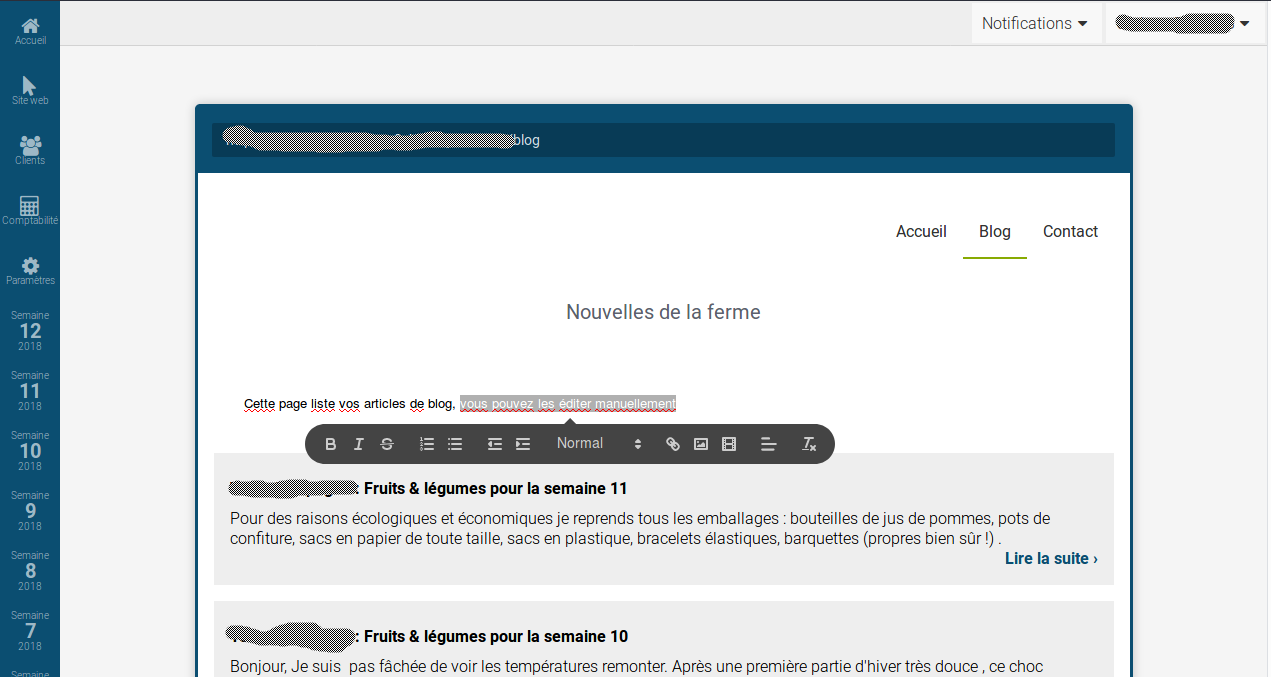 Notifications
Accueil
Site web
Clients
Comptabilité
Paramètres
Semaine
12
2018
Semaine
11
2018
Semaine
10
2018
Semaine
9
2018
Semaine
8
2018
Semaine
7
2018
Semaine
blog
Accueil Blog Contact
Nouvelles de la ferme
Cette page liste vos articles de blog, vous pouvez les éditer manuellement
B I S Normal
: Fruits & légumes pour la semaine 11
Pour des raisons écologiques et économiques je reprends tous les emballages : bouteilles de jus de pommes, pots de
confiture, sacs en papier de toute taille, sacs en plastique, bracelets élastiques, barquettes (propres bien sûr !) .
Lire la suite ›
: Fruits & légumes pour la semaine 10
Bonjour, Je suis  pas fâchée de voir les températures remonter. Après une première partie d'hiver très douce , ce choc